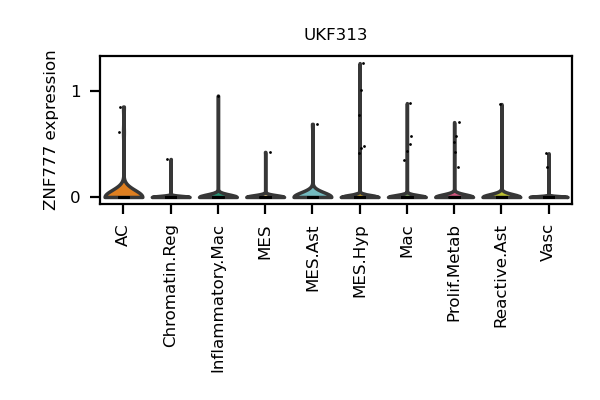 UKF313
ZNF777 expression
1
0
AC
Chromatin.Reg
Inflammatory.Mac
MES
MES.Ast
MES.Hyp
Mac
Prolif.Metab
Reactive.Ast
Vasc